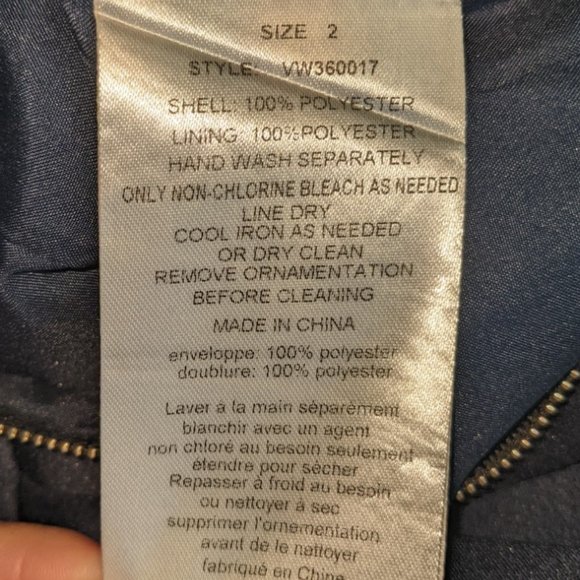 SIZE 2
STYLE: VW360017
SHELL: 100% POLYESTER
LINING: 100%POLYESTER
HAND WASH SEPARATELY
ONLY NON-CHLORINE BLEACH AS NEEDED
LINE DRY
COOL IRON AS NEEDED
OR DRY CLEAN
REMOVE ORNAMENTATION
BEFORE CLEANING
MADE IN CHINA
enveloppe: 100% polyester
doublure: 100% polyester
Laver à la main séparément
blanchir avec un agent
non chloré au besoin seulement
étendre pour sécher
Repasser à froid au besoin
ou nettoyer à sec
supprimer l'ornementation
avant de le nattoyer
fabriqué en Chine